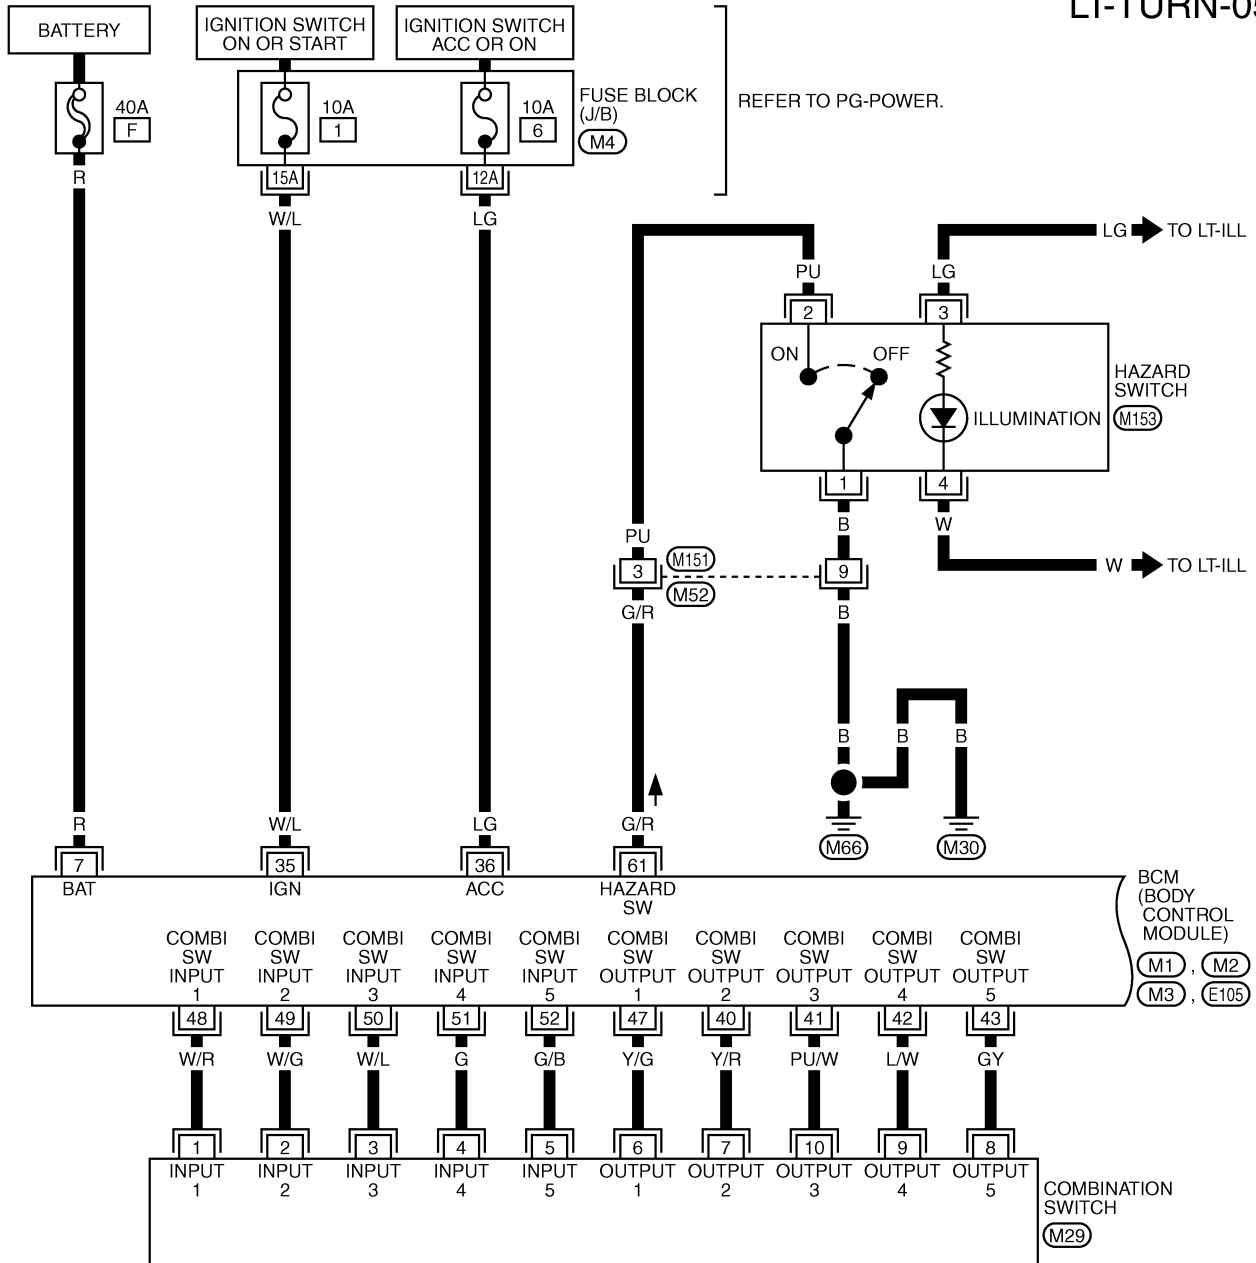 LT-TURN-05
BATTERY
IGNITION SWITCH
ON OR START
IGNITION SWITCH
ACC OR ON
40A
F
10A
1
10A
6
FUSE BLOCK
(J/B)
M4
REFER TO PG-POWER.
R
15A
12A
W/L
LG
LG
TO LT-ILL
PU
LG
2
3
ON
OFF
HAZARD
SWITCH
M153
ILLUMINATION
1
4
B
W
PU
M151
3
9
W
TO LT-ILL
M52
G/R
B
B
B
B
R
W/L
LG
G/R
M66
M30
7
35
36
61
BAT
IGN
ACC
HAZARD
SW
BCM
(BODY
CONTROL
MODULE)
M1 , M2
M3 , E105
COMBI
SW
INPUT
1
COMBI
SW
INPUT
2
COMBI
SW
INPUT
3
COMBI
SW
INPUT
4
COMBI
SW
INPUT
5
COMBI
SW
OUTPUT
1
COMBI
SW
OUTPUT
2
COMBI
SW
OUTPUT
3
COMBI
SW
OUTPUT
4
COMBI
SW
OUTPUT
5
48
49
50
51
52
47
40
41
42
43
W/R
W/G
W/L
G
G/B
Y/G
Y/R
PU/W
L/W
GY
1
2
3
4
5
6
7
10
9
8
INPUT
1
INPUT
2
INPUT
3
INPUT
4
INPUT
5
OUTPUT
1
OUTPUT
2
OUTPUT
3
OUTPUT
4
OUTPUT
5
COMBINATION
SWITCH
M29